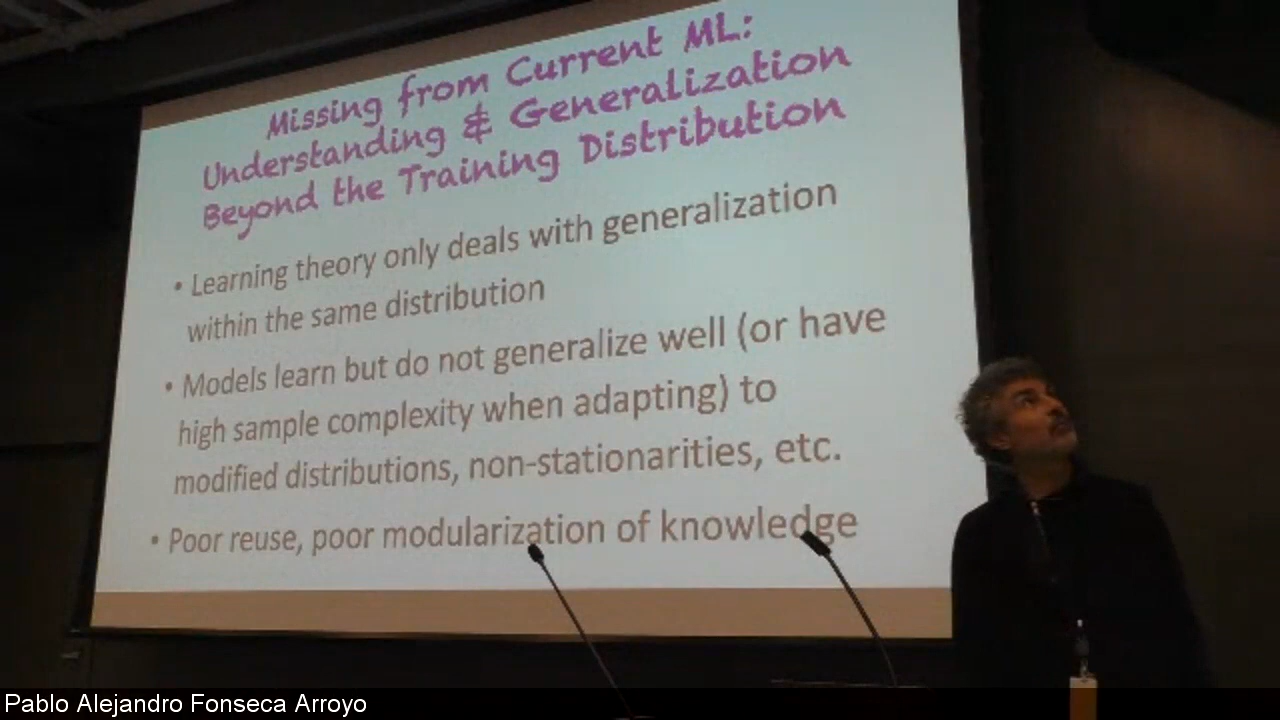 Missing from Current ML:
Understanding & Generalization
Beyond the Training Distribution
• Learning theory only deals with generalization
within the same distribution
• Models learn but do not generalize well (or have
high sample complexity when adapting) to
modified distributions, non-stationarities, etc.
• Poor reuse, poor modularization of knowledge
Pablo Alejandro Fonseca Arroyo